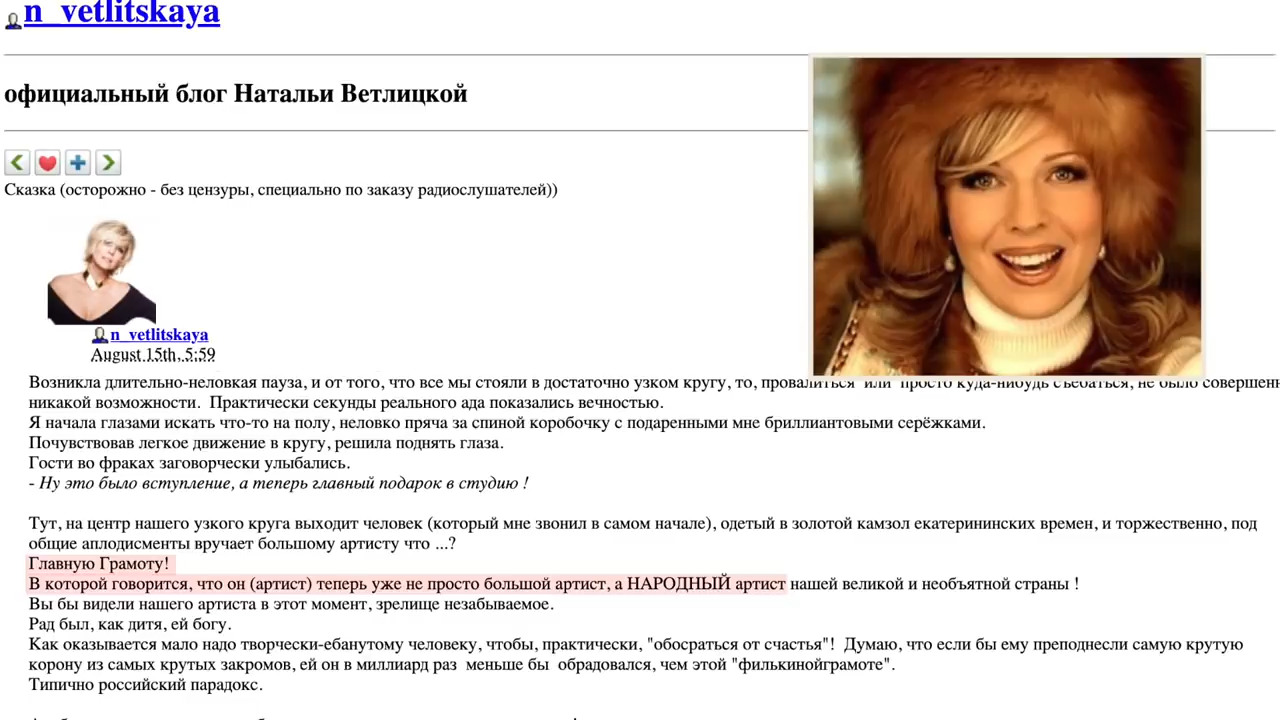 n_vetlitskaya
официальный блог Натальи Ветлицкой
Сказка (осторожно - без цензуры, специально по заказу радиослушателей))
n_vetlitskaya
August 15th, 5:59
Возникла длительно-неловкая пауза, и от того, что все мы стояли в достаточно узком кругу, то, провалиться или просто куда-нибудь съебаться, не было совершенн
никакой возможности. Практически секунды реального ада показались вечностью.
Я начала глазами искать что-то на полу, неловко пряча за спиной коробочку с подаренными мне бриллиантовыми серёжками.
Почувствовав легкое движение в кругу, решила поднять глаза.
Гости во фраках заговорчески улыбались.
- Ну это было вступление, а теперь главный подарок в студию !
Тут, на центр нашего узкого круга выходит человек (который мне звонил в самом начале), одетый в золотой камзол екатерининских времен, и торжественно, под
общие аплодисменты вручает большому артисту что ...?
Главную Грамоту!
В которой говорится, что он (артист) теперь уже не просто большой артист, а НАРОДНЫЙ артист нашей великой и необъятной страны !
Вы бы видели нашего артиста в этот момент, зрелище незабываемое.
Рад был, как дитя, ей богу.
Как оказывается мало надо творчески-ебанутому человеку, чтобы, практически, "обосраться от счастья"! Думаю, что если бы ему преподнесли самую крутую
корону из самых крутых закромов, ей он в миллиард раз меньше бы обрадовался, чем этой "филькинойграмоте".
Типично российский парадокс.